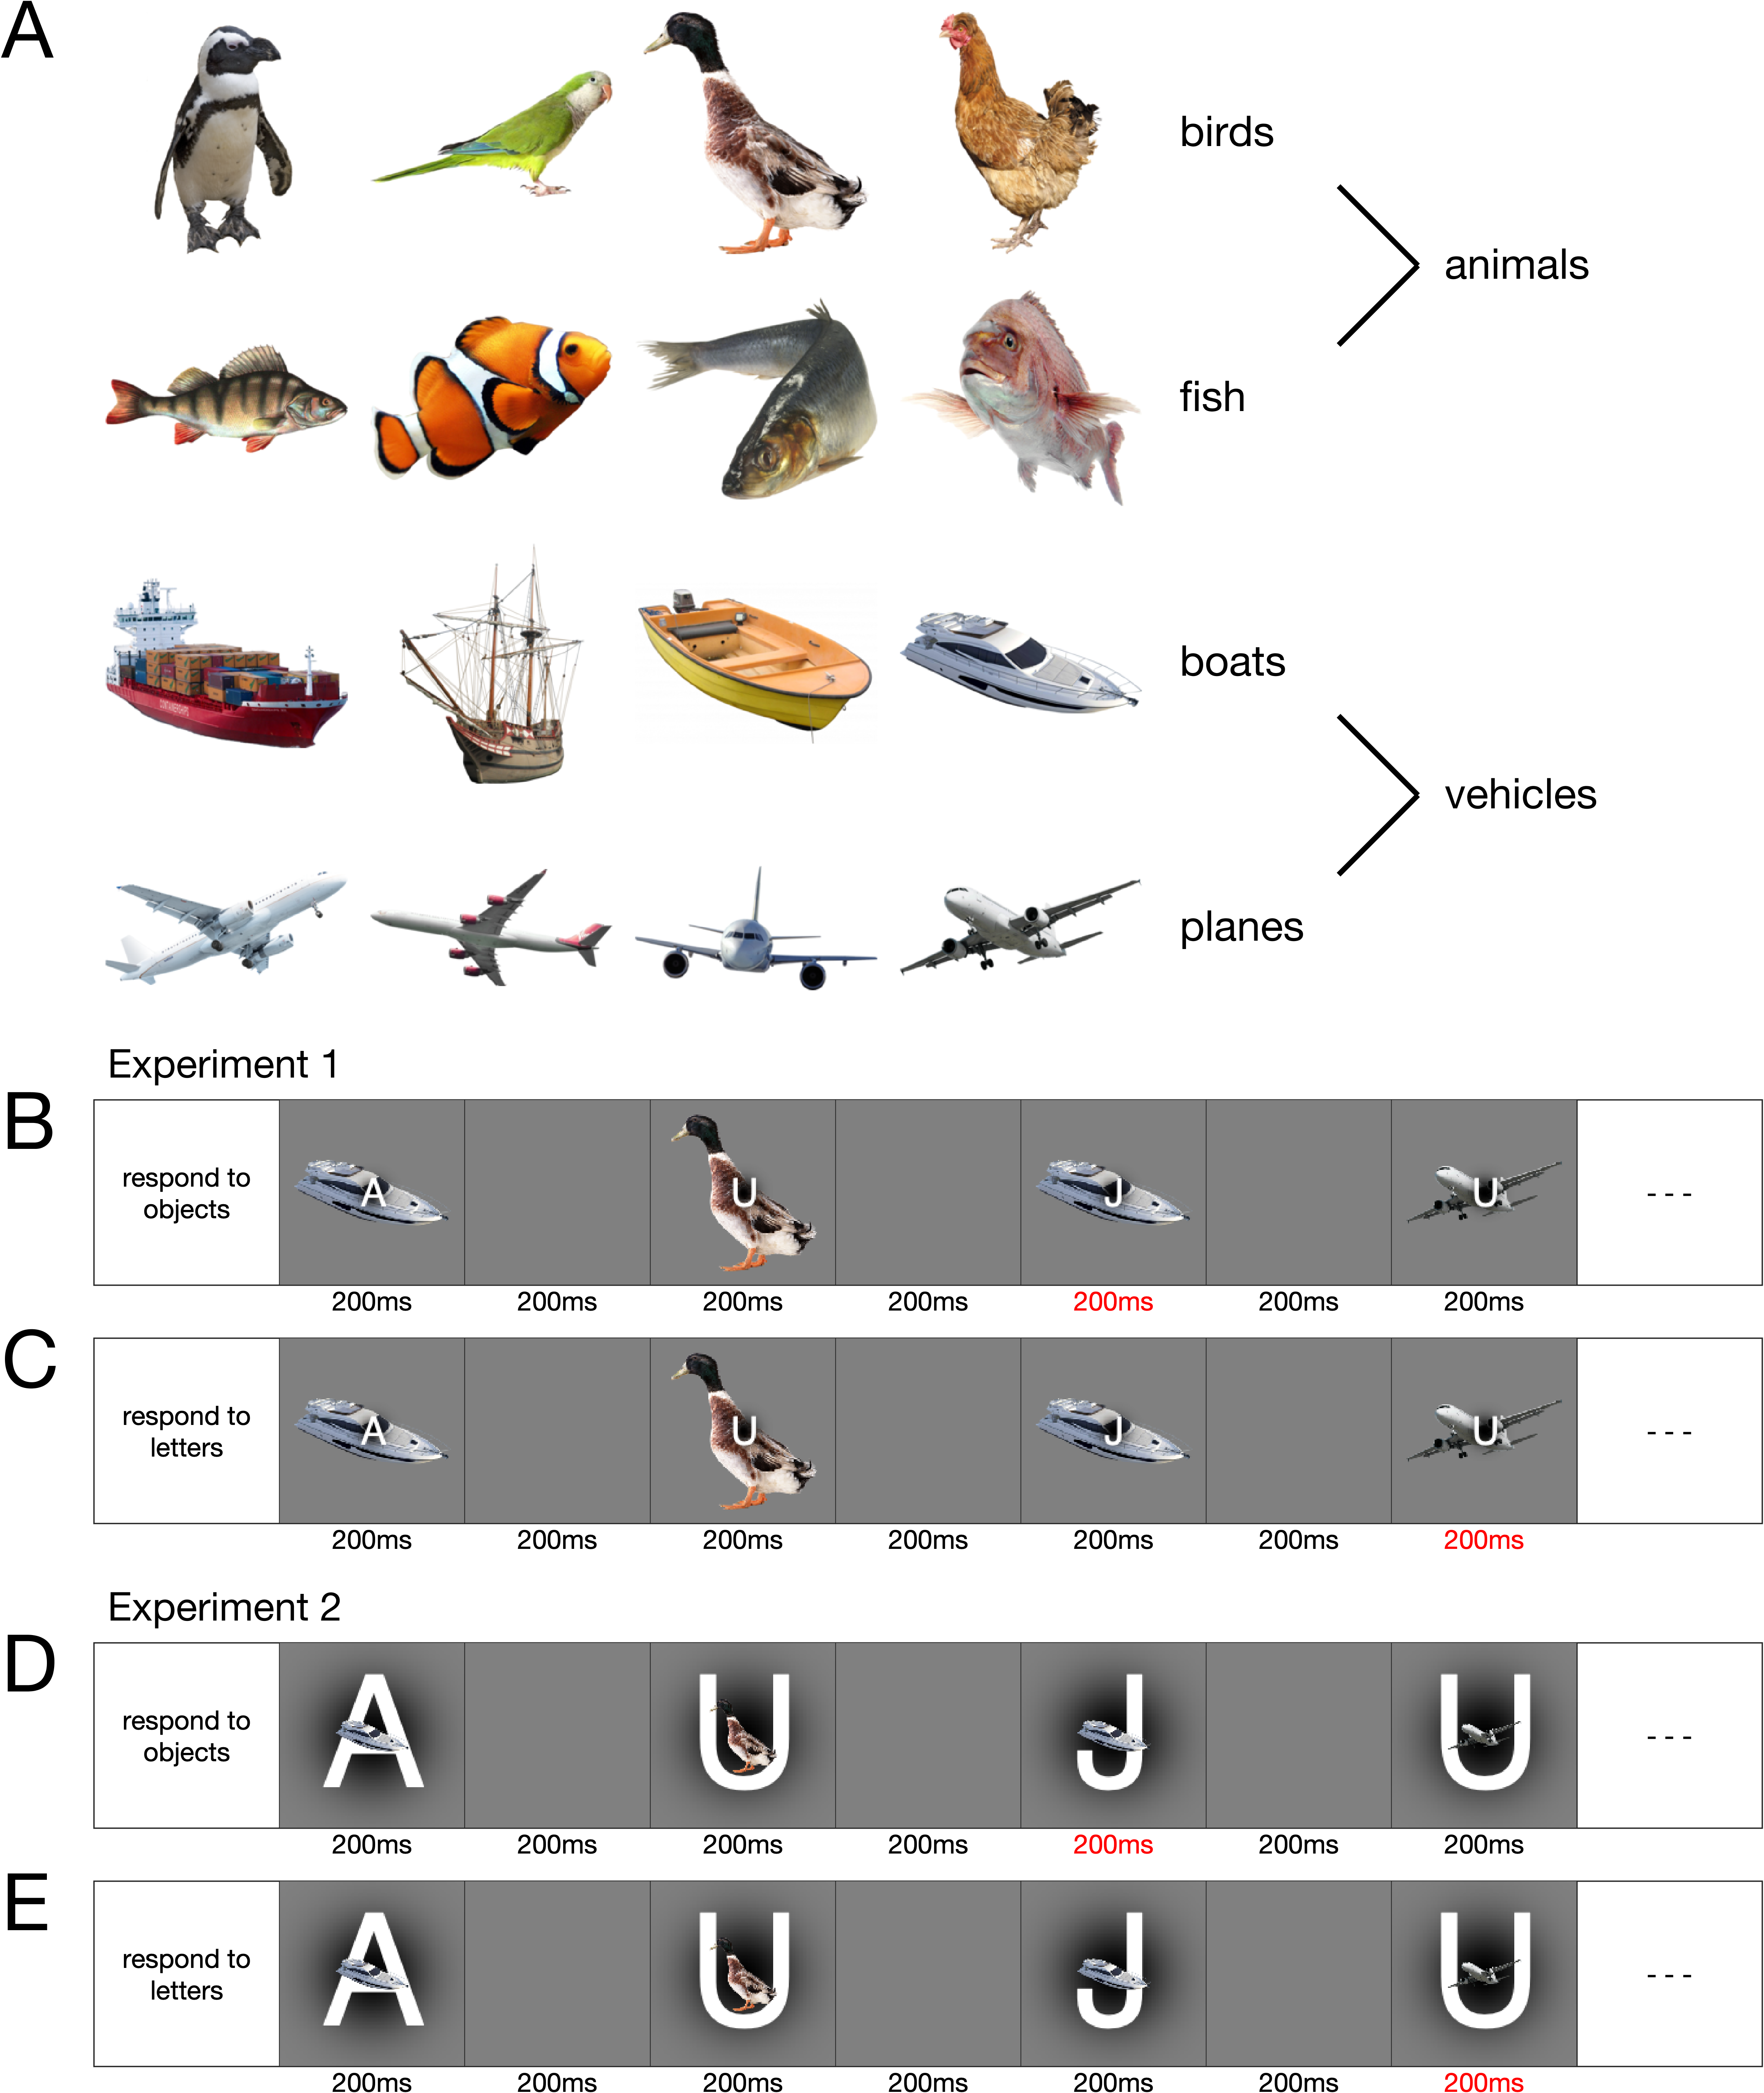 A
birds
animals
fish
boats
vehicles
planes
Experiment 1
B
respond to
objects
A
U
J
U
- - -
200ms 200ms 200ms 200ms 200ms 200ms 200ms
C
respond to
letters
A
U
J
U
- - -
200ms 200ms 200ms 200ms 200ms 200ms 200ms
Experiment 2
D
respond to
objects
A
U
J
U
- - -
200ms 200ms 200ms 200ms 200ms 200ms 200ms
E
respond to
letters
A
U
J
U
- - -
200ms 200ms 200ms 200ms 200ms 200ms 200ms